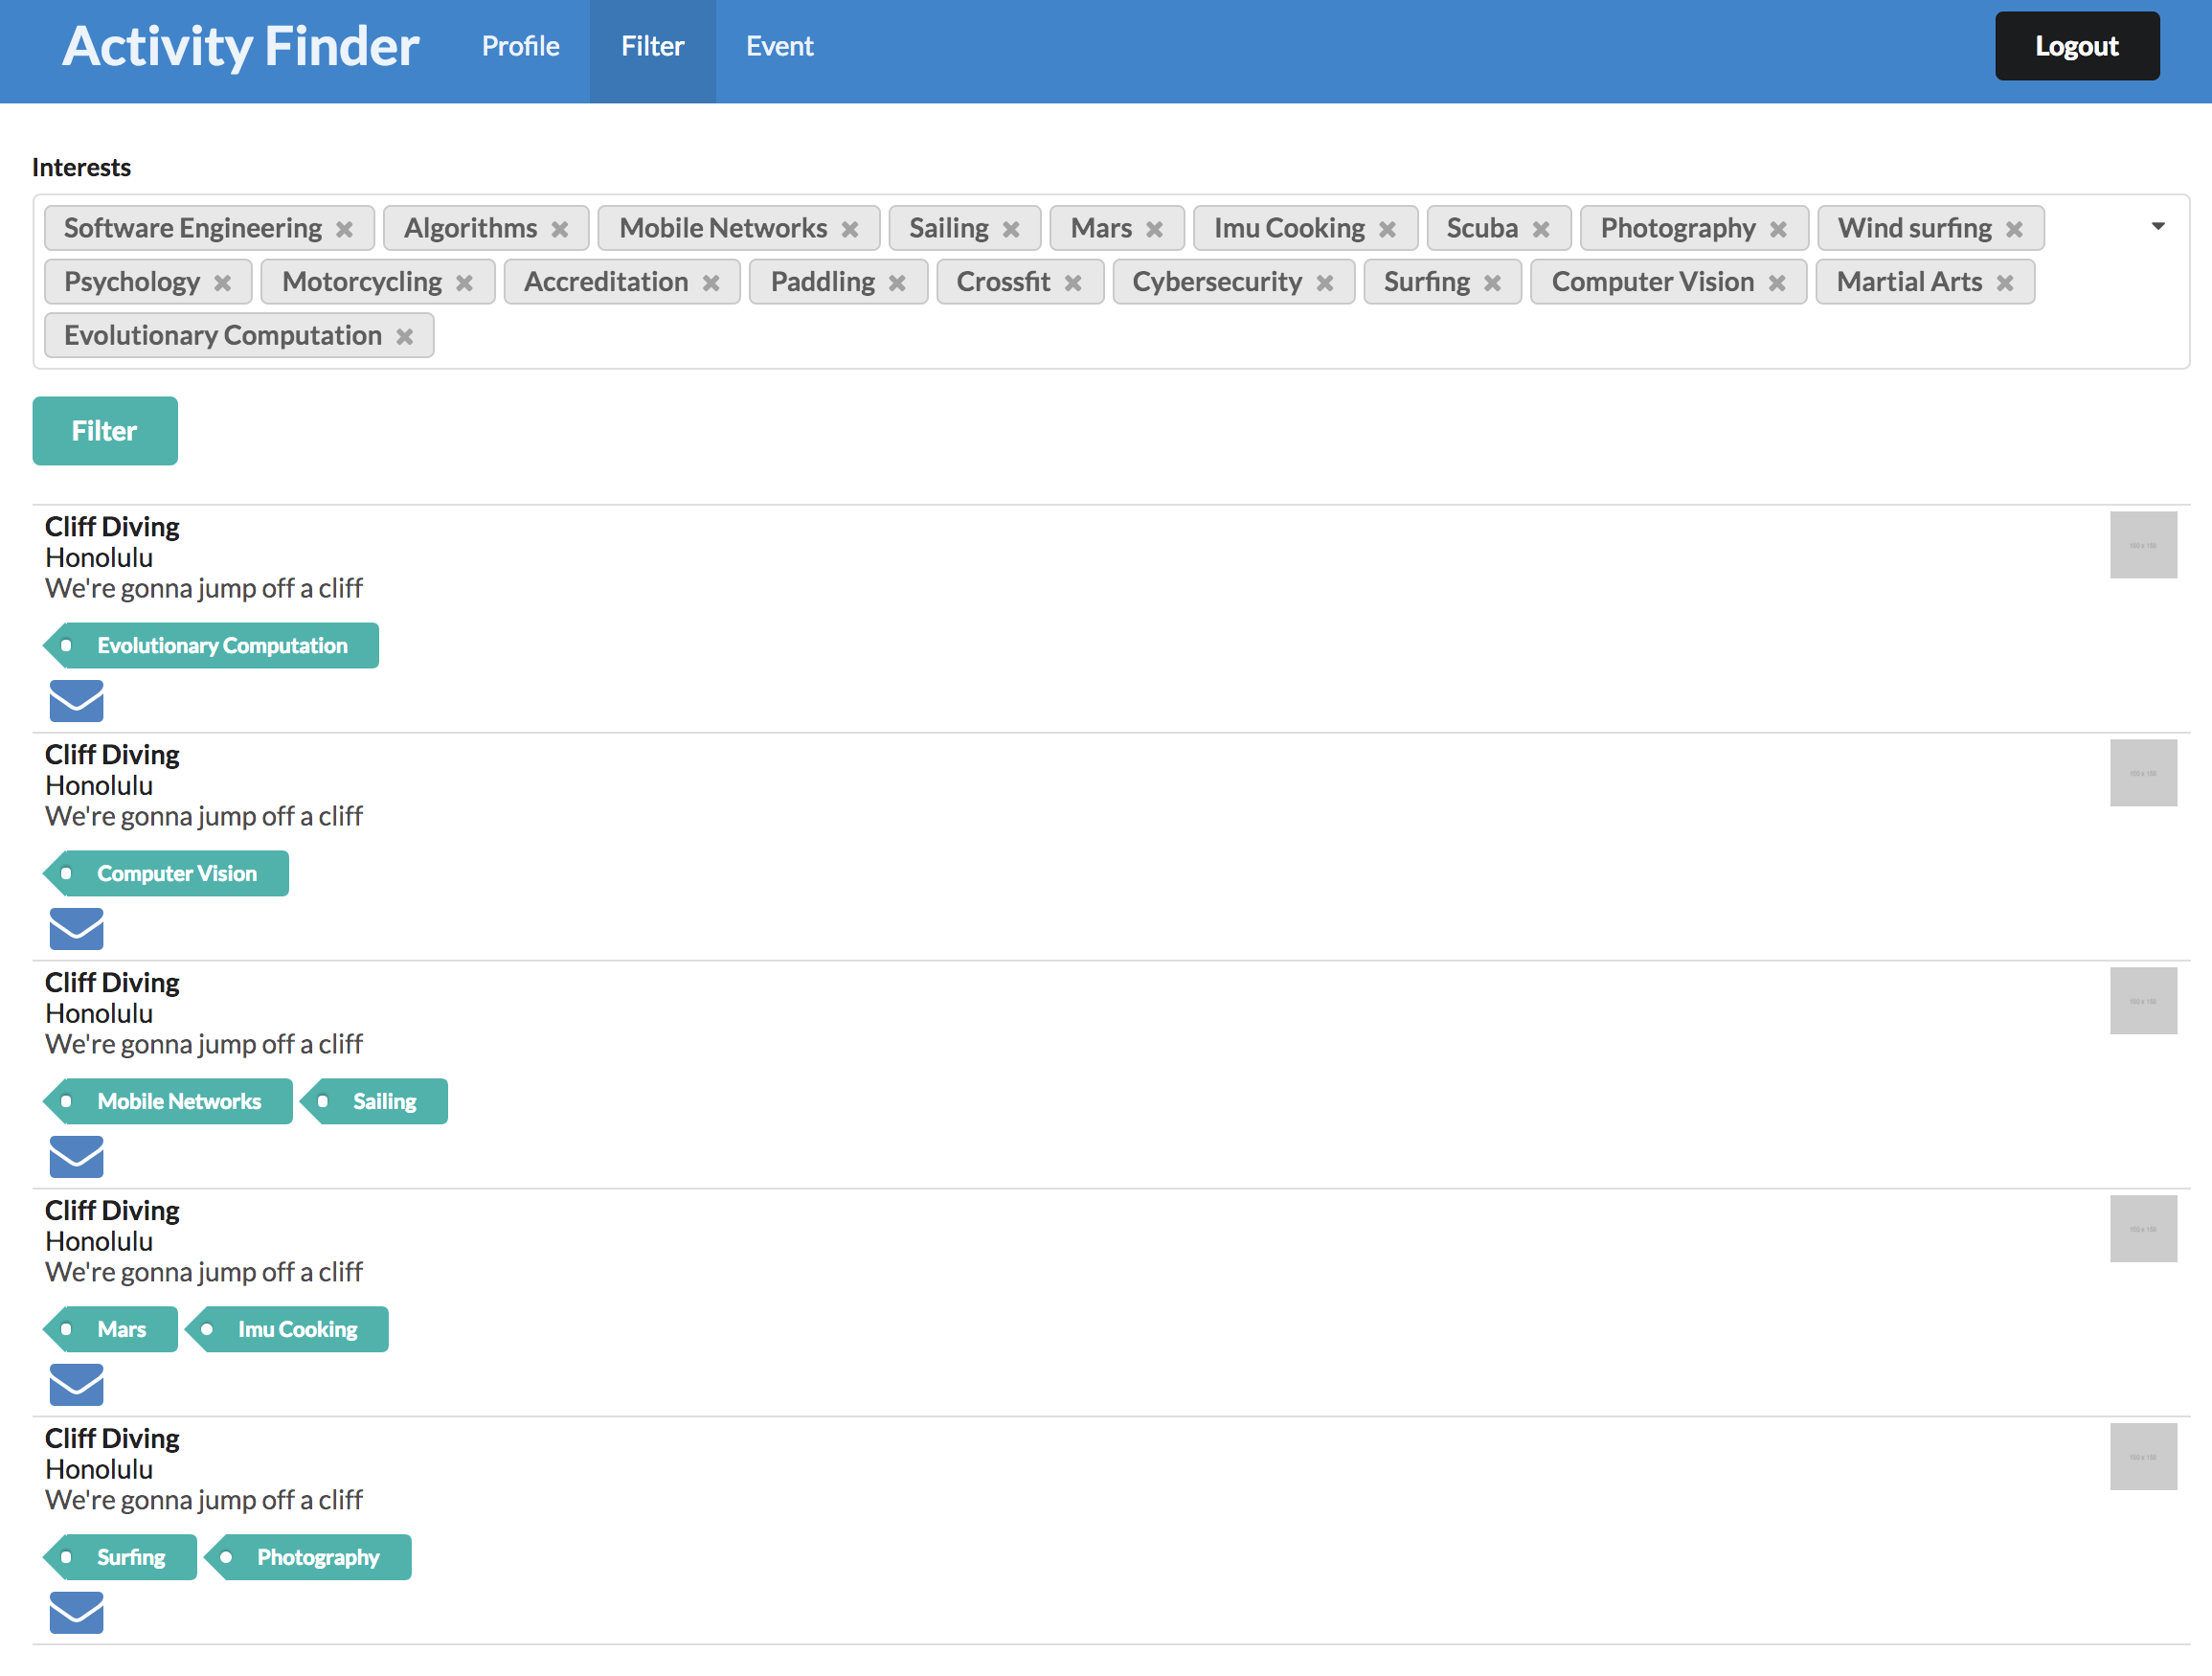 Activity Finder Profile Filter Event Logout
Interests
Software Engineering Algorithms Mobile Networks Sailing Mars Imu Cooking Scuba Photography Wind surfing
Psychology Motorcycling Accreditation Paddling Crossfit Cybersecurity Surfing Computer Vision Martial Arts
Evolutionary Computation
Filter
Cliff Diving
Honolulu
We're gonna jump off a cliff
Evolutionary Computation
Cliff Diving
Honolulu
We're gonna jump off a cliff
Computer Vision
Cliff Diving
Honolulu
We're gonna jump off a cliff
Mobile Networks Sailing
Cliff Diving
Honolulu
We're gonna jump off a cliff
Mars Imu Cooking
Cliff Diving
Honolulu
We're gonna jump off a cliff
Surfing Photography